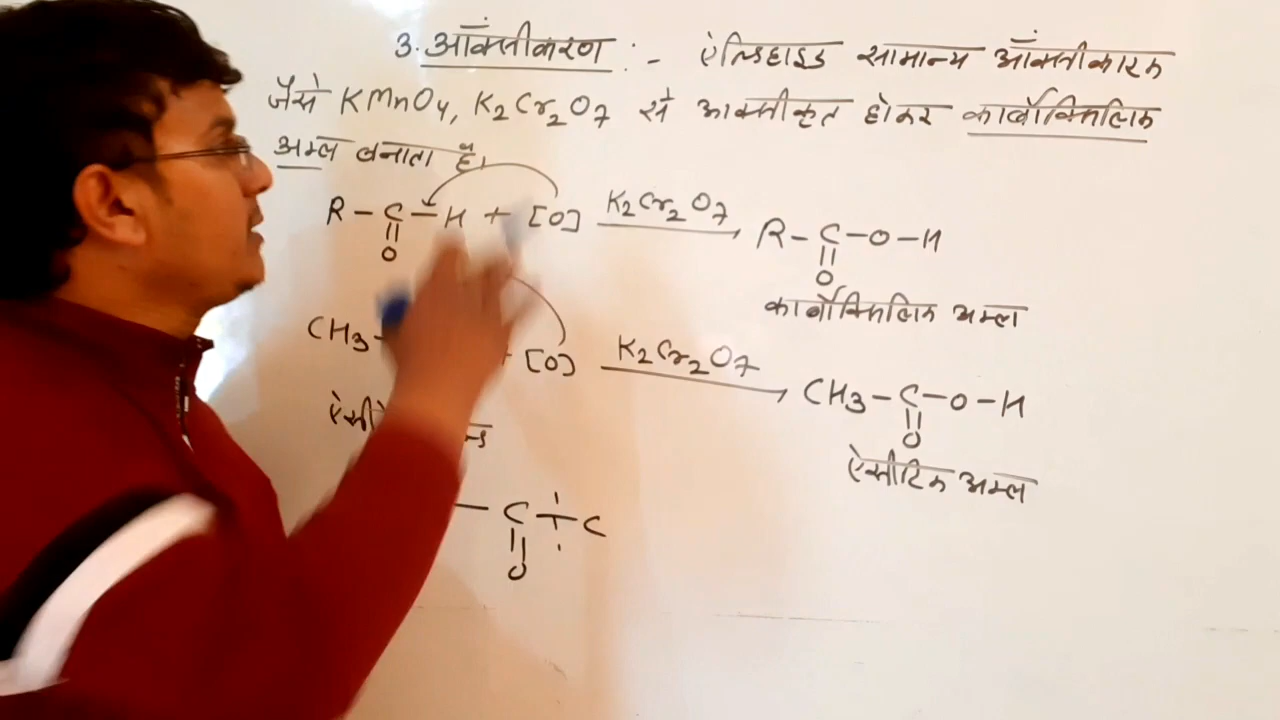 3. ऑक्सीकरण :- ऐल्डिहाइड सामान्य ऑक्सीकारक
जैसे KMnO4, K2Cr2O7 से आक्सीकृत होकर कार्बोक्सिलिक
अम्ल बनाता है।
R - C - H + [O] K2Cr2O7 R - C - O - H
O O
कार्बोक्सिलिक अम्ल
CH3 - + [O] K2Cr2O7 CH3 - C - O - H
O
ऐसीटिक अम्ल
- C - C
O